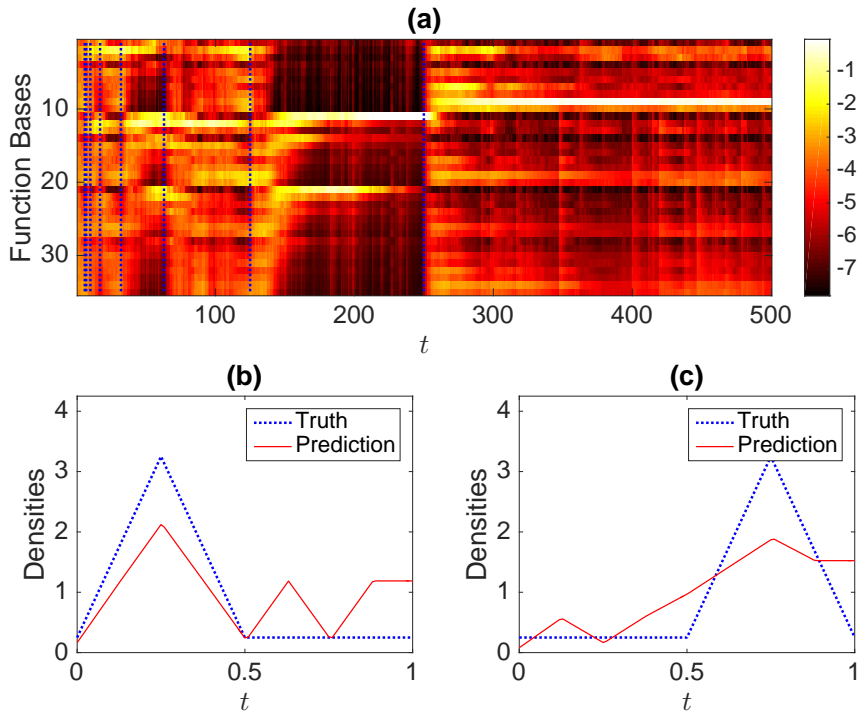 (a)
Function Bases
10
20
30
100
200
300
400
500
t
-1
-2
-3
-4
-5
-6
-7
(b)
Densities
4
3
2
1
0
0
0.5
1
t
Truth
Prediction
(c)
Densities
4
3
2
1
0
0
0.5
1
t
Truth
Prediction